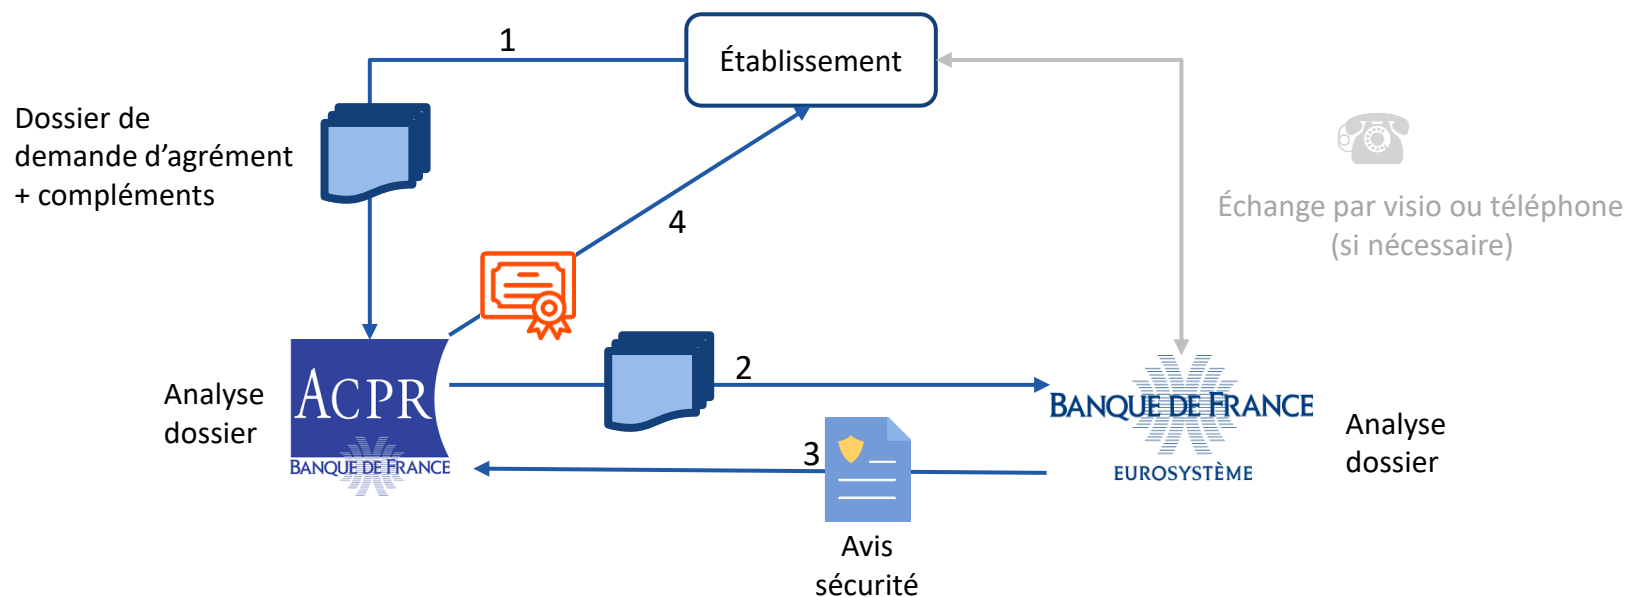 1
Établissement
Dossier de
demande d’agrément
+ compléments
Échange par visio ou téléphone
(si nécessaire)
4
2
Analyse
dossier
ACPR
BANQUE DE FRANCE
BANQUE DE FRANCE
EUROSYSTÈME
Analyse
dossier
3
Avis
sécurité